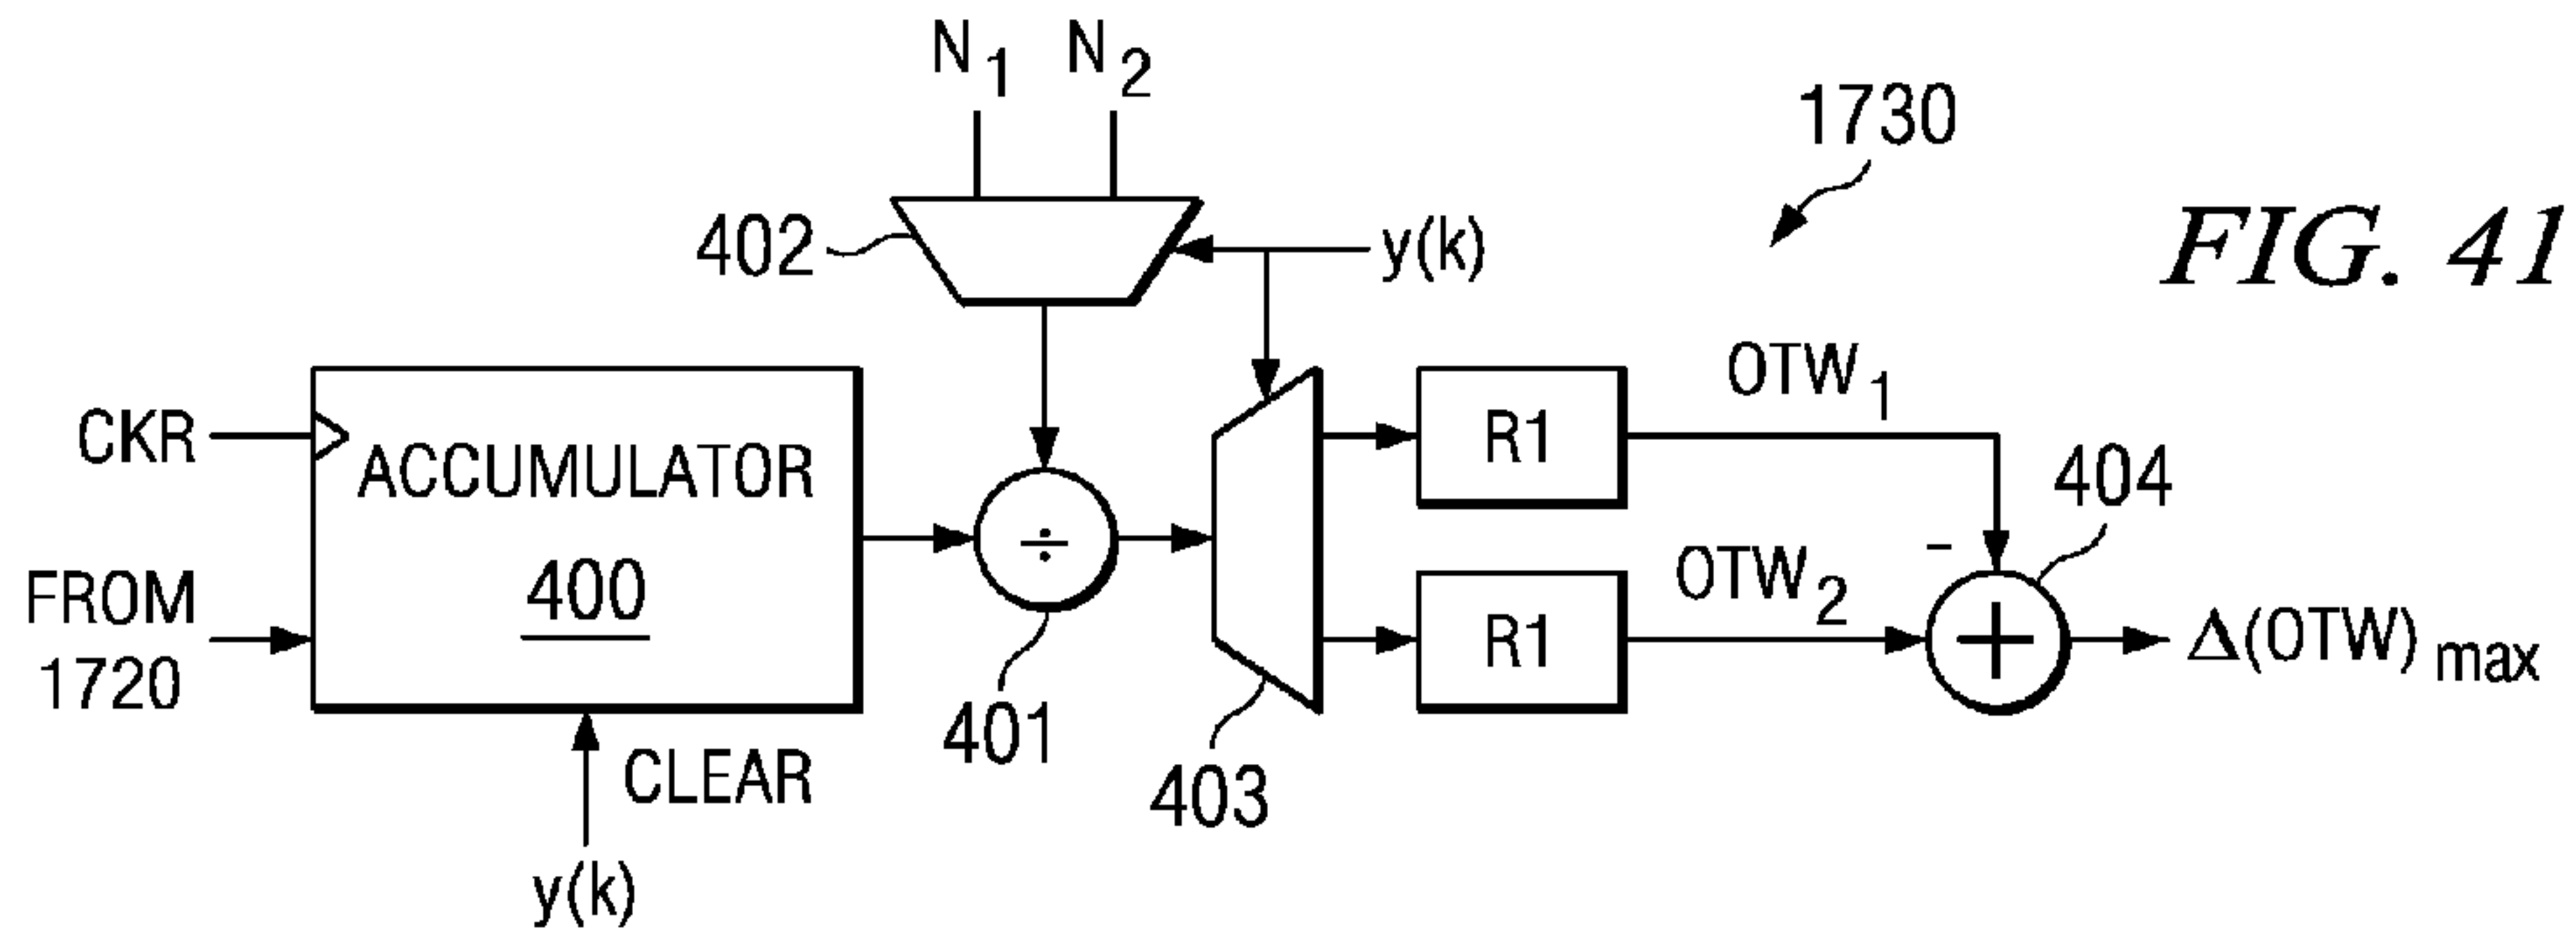 N1 N2
1730
FIG. 41
402
y(k)
OTW1
CKR
ACCUMULATOR
R1
404
400
÷
-
FROM
1720
OTW2
R1
+
Δ(OTW)max
401
CLEAR
403
y(k)